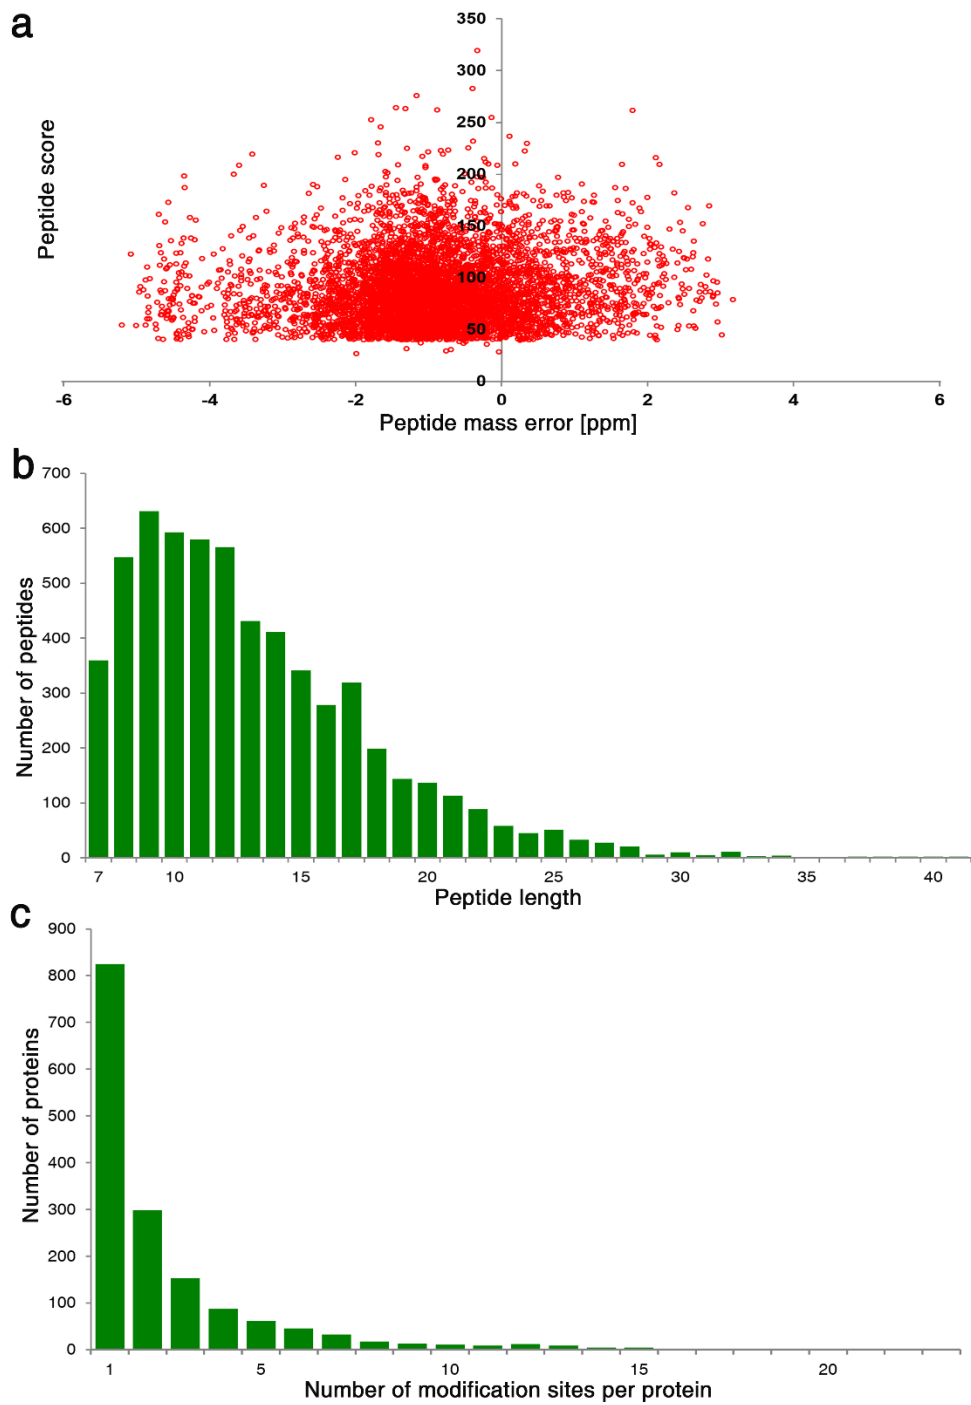 a
Peptide score
350
300
250
200
150
100
50
0
-6 -4 -2 0 2 4 6
Peptide mass error [ppm]
b
Number of peptides
700
600
500
400
300
200
100
0
7 10 15 20 25 30 35 40
Peptide length
c
Number of proteins
900
800
700
600
500
400
300
200
100
0
1 5 10 15 20
Number of modification sites per protein